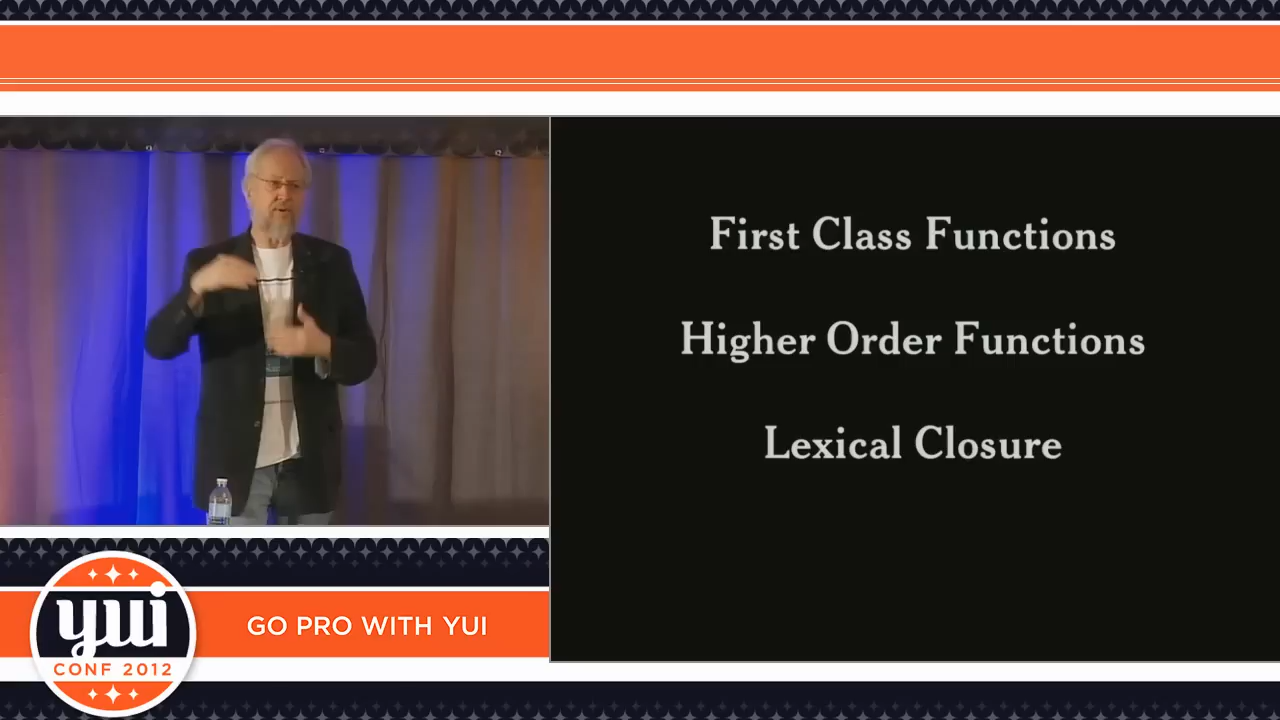 First Class Functions
Higher Order Functions
Lexical Closure
yui
CONF 2012
GO PRO WITH YUI